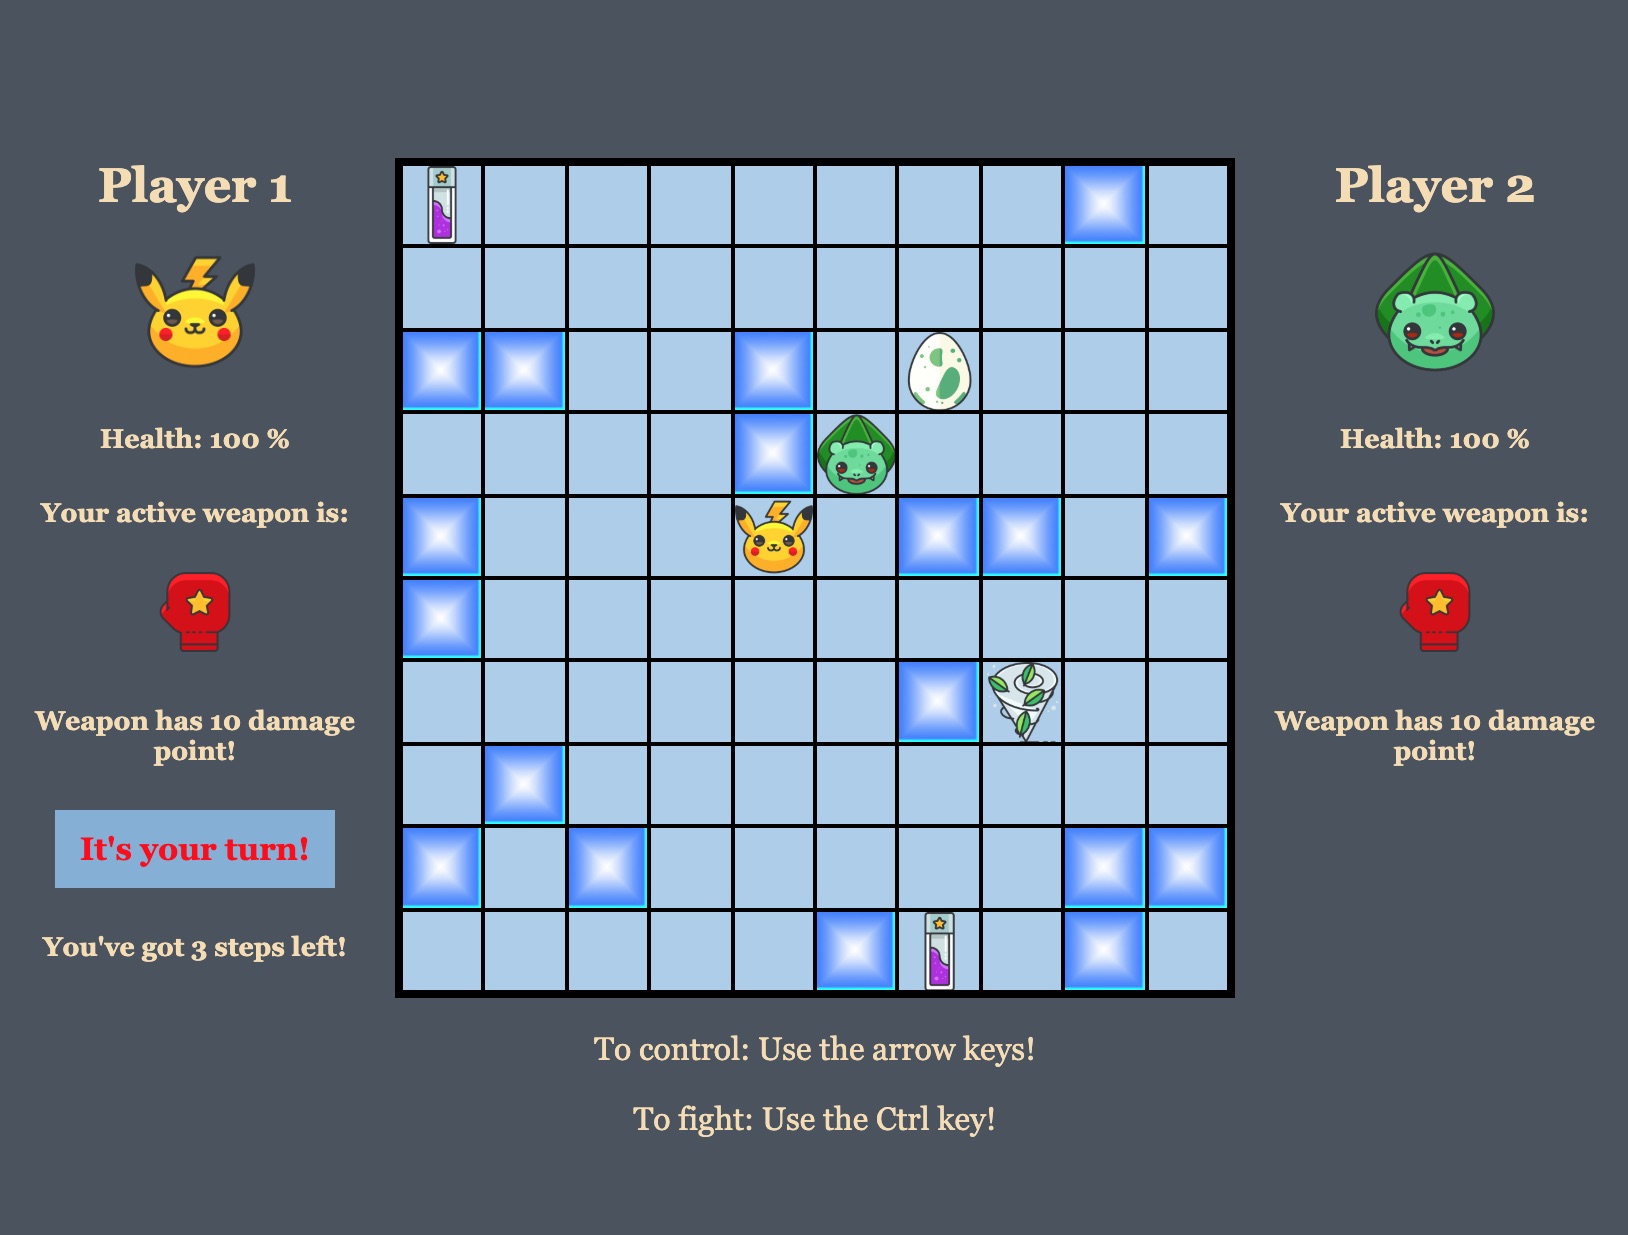 Player 1
Health: 100 %
Your active weapon is:
Weapon has 10 damage
point!
It's your turn!
You've got 3 steps left!
Player 2
Health: 100 %
Your active weapon is:
Weapon has 10 damage
point!
To control: Use the arrow keys!
To fight: Use the Ctrl key!